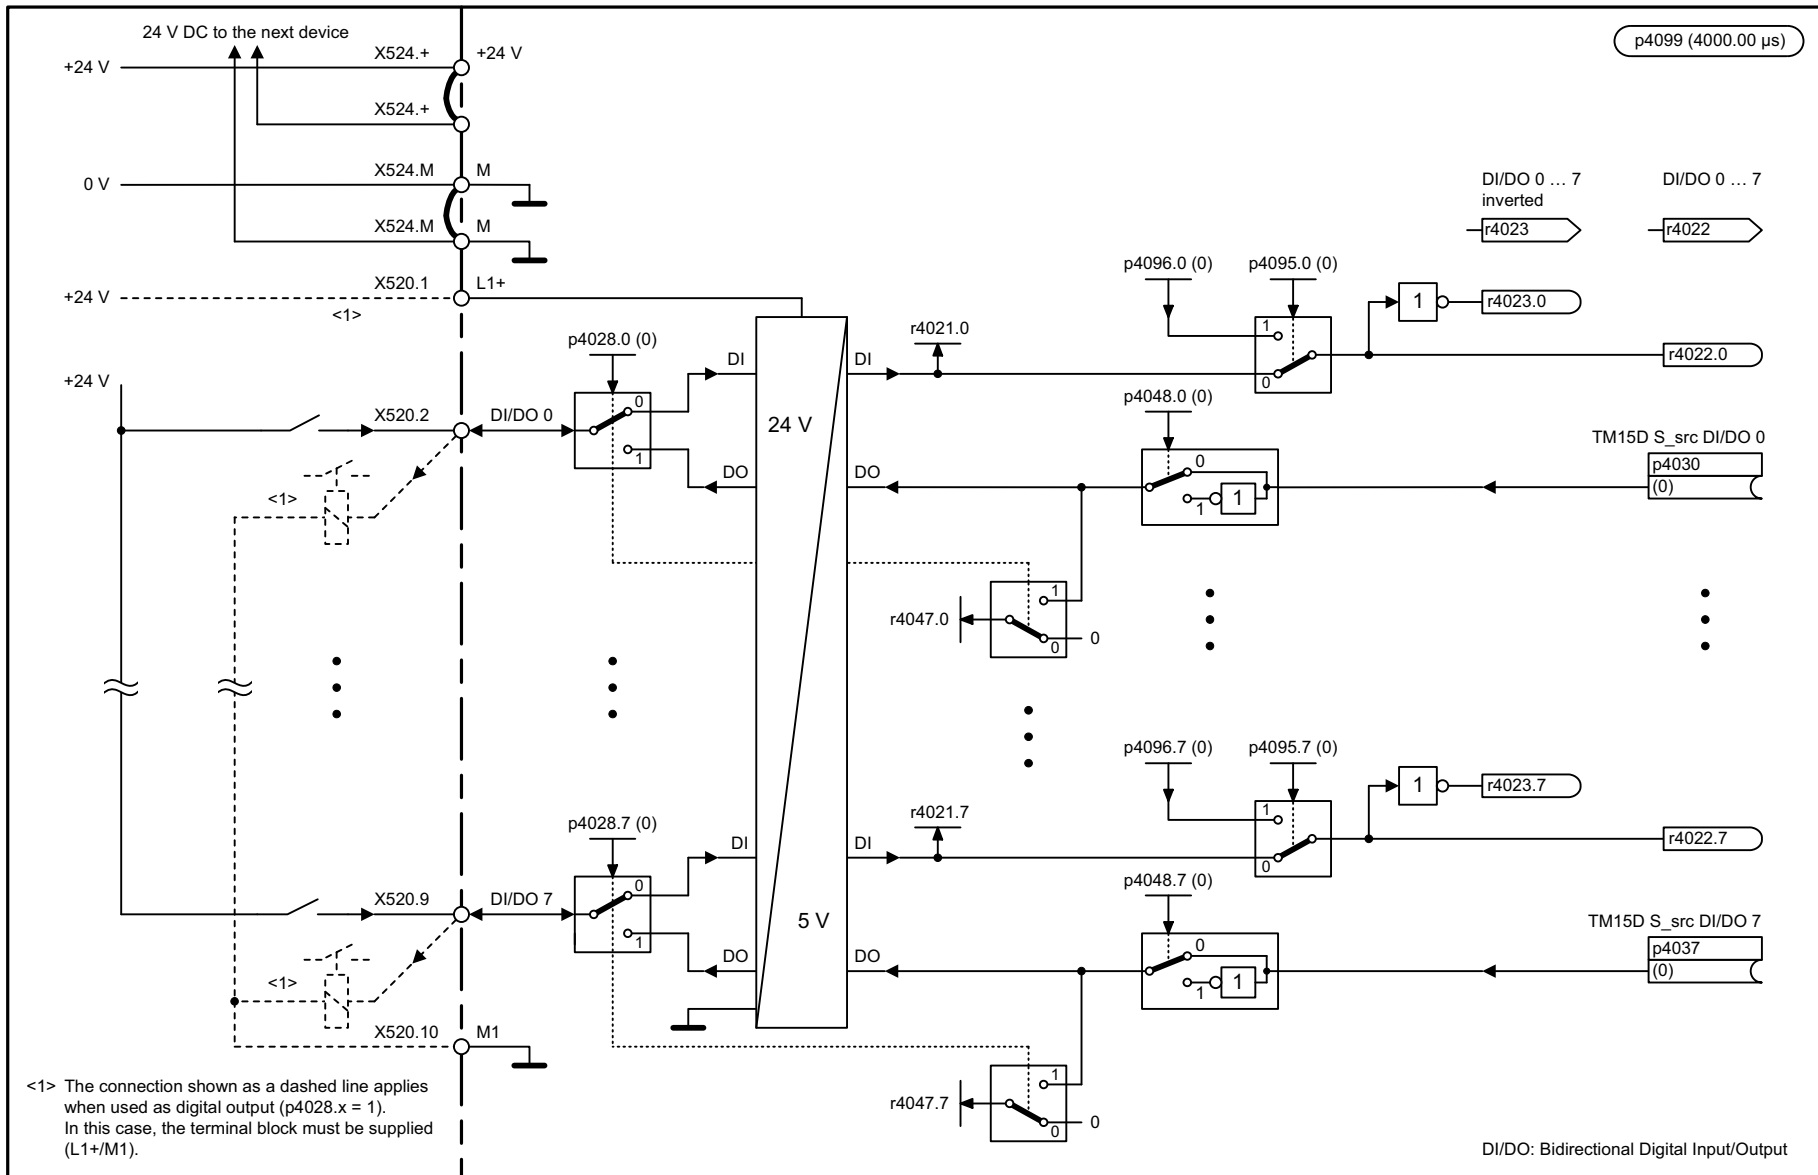 24 V DC to the next device
p4099 (4000.00 µs)
X524.+
+24 V
+24 V
X524.+
X524.M
M
0 V
X524.M
M
DI/DO 0 … 7
inverted
DI/DO 0 … 7
r4023
r4022
X520.1
L1+
+24 V
<1>
p4096.0 (0)
p4095.0 (0)
1
0
1
r4023.0
r4022.0
r4021.0
p4028.0 (0)
0
1
DI
DO
DI
DO
24 V
5 V
+24 V
X520.2
DI/DO 0
<1>
p4048.0 (0)
0
1
1
TM15D S_src DI/DO 0
p4030
(0)
r4047.0
1
0
0
p4096.7 (0)
p4095.7 (0)
1
0
1
r4023.7
r4022.7
r4021.7
p4028.7 (0)
0
1
DI
DO
DI
DO
X520.9
DI/DO 7
<1>
p4048.7 (0)
0
1
1
TM15D S_src DI/DO 7
p4037
(0)
X520.10
M1
r4047.7
1
0
0
<1> The connection shown as a dashed line applies
when used as digital output (p4028.x = 1).
In this case, the terminal block must be supplied
(L1+/M1).
DI/DO: Bidirectional Digital Input/Output